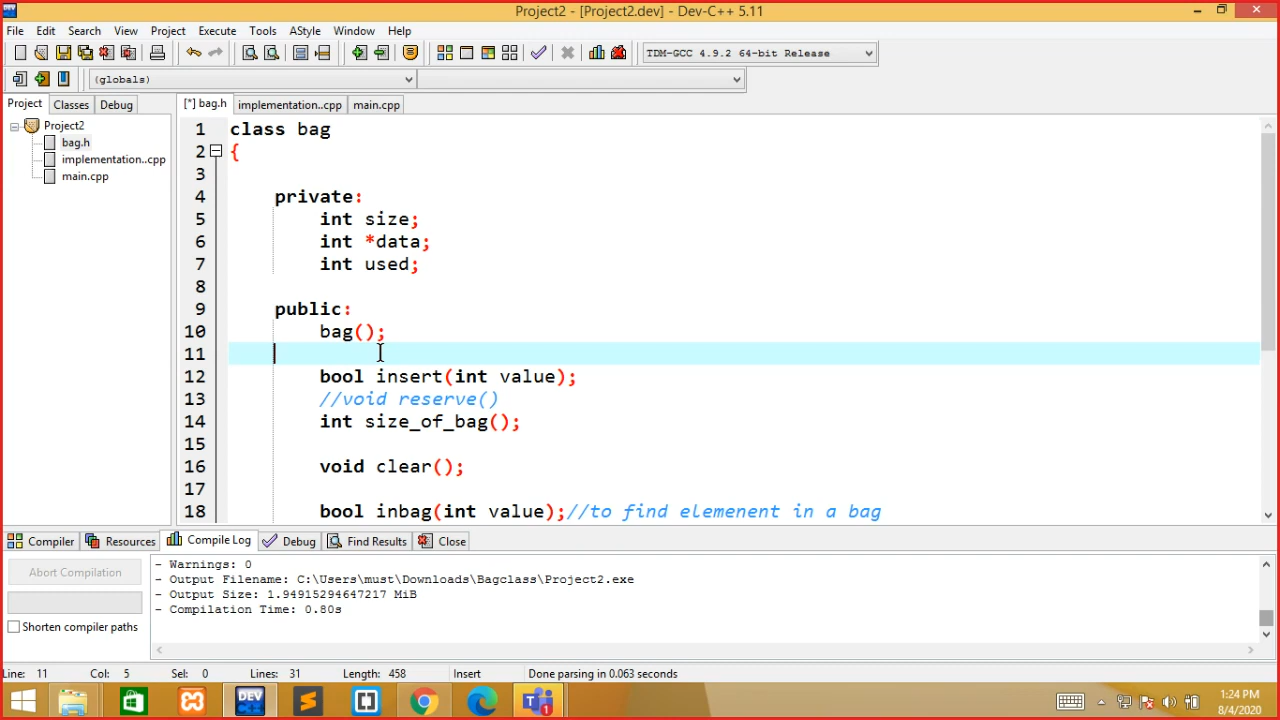 Project2 - [Project2.dev] - Dev-C++ 5.11
File Edit Search View Project Execute Tools AStyle Window Help
TDM-GCC 4.9.2 64-bit Release
(globals)
Project Classes Debug
[*] bag.h implementation..cpp main.cpp
Project2
bag.h
implementation..cpp
main.cpp
1 class bag
2 {
3
4 private:
5 int size;
6 int *data;
7 int used;
8
9 public:
10 bag();
11
12 bool insert(int value);
13 //void reserve()
14 int size_of_bag();
15
16 void clear();
17
18 bool inbag(int value);//to find elemenent in a bag
Compiler Resources Compile Log Debug Find Results Close
Abort Compilation
Shorten compiler paths
- Warnings: 0
- Output Filename: C:\Users\must\Downloads\Bagclass\Project2.exe
- Output Size: 1.94915294647217 MiB
- Compilation Time: 0.80s
Line: 11 Col: 5 Sel: 0 Lines: 31 Length: 458 Insert Done parsing in 0.063 seconds
DEV
1:24 PM
8/4/2020